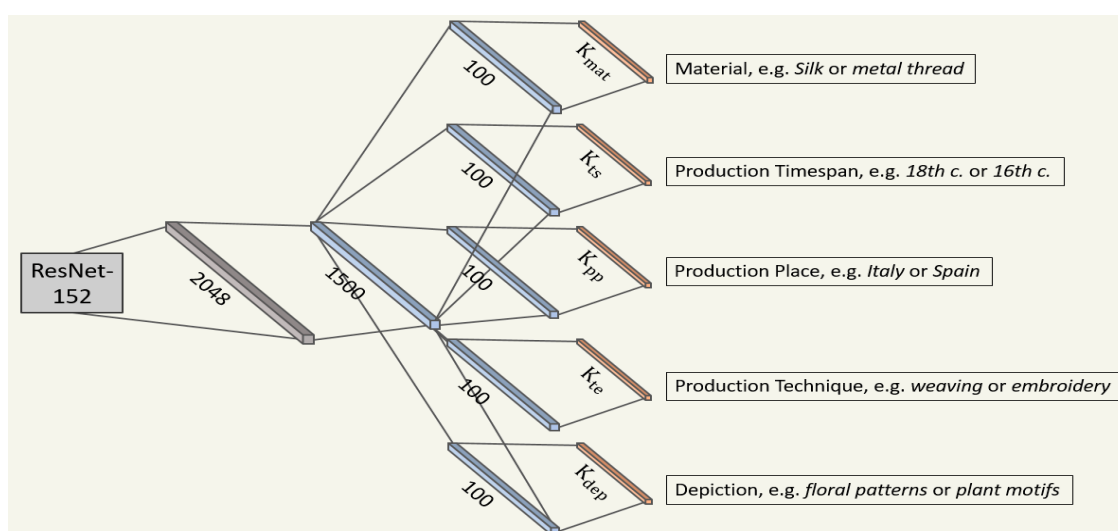 ResNet-
152
2048
1500
100
K_mat
Material, e.g. Silk or metal thread
100
K_ts
Production Timespan, e.g. 18th c. or 16th c.
100
K_pp
Production Place, e.g. Italy or Spain
100
K_te
Production Technique, e.g. weaving or embroidery
100
K_dep
Depiction, e.g. floral patterns or plant motifs